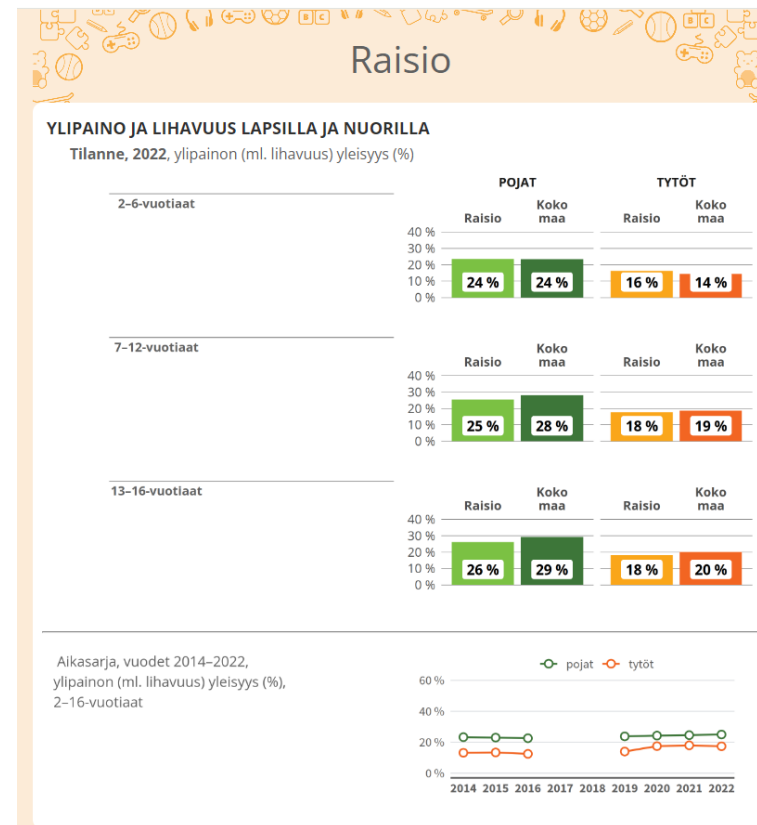 Raisio
YLIPAINO JA LIHAVUUS LAPSILLA JA NUORILLA
Tilanne, 2022, ylipainon (ml. lihavuus) yleisyys (%)
POJAT TYTÖT
2–6-vuotiaat
Raisio Koko maa Raisio Koko maa
40 %
30 %
20 %
10 %
0 %
24 % 24 % 16 % 14 %
7–12-vuotiaat
Raisio Koko maa Raisio Koko maa
40 %
30 %
20 %
10 %
0 %
25 % 28 % 18 % 19 %
13–16-vuotiaat
Raisio Koko maa Raisio Koko maa
40 %
30 %
20 %
10 %
0 %
26 % 29 % 18 % 20 %
Aikasarja, vuodet 2014–2022,
ylipainon (ml. lihavuus) yleisyys (%),
2–16-vuotiaat
pojat tytöt
60 %
40 %
20 %
0 %
2014 2015 2016 2017 2018 2019 2020 2021 2022